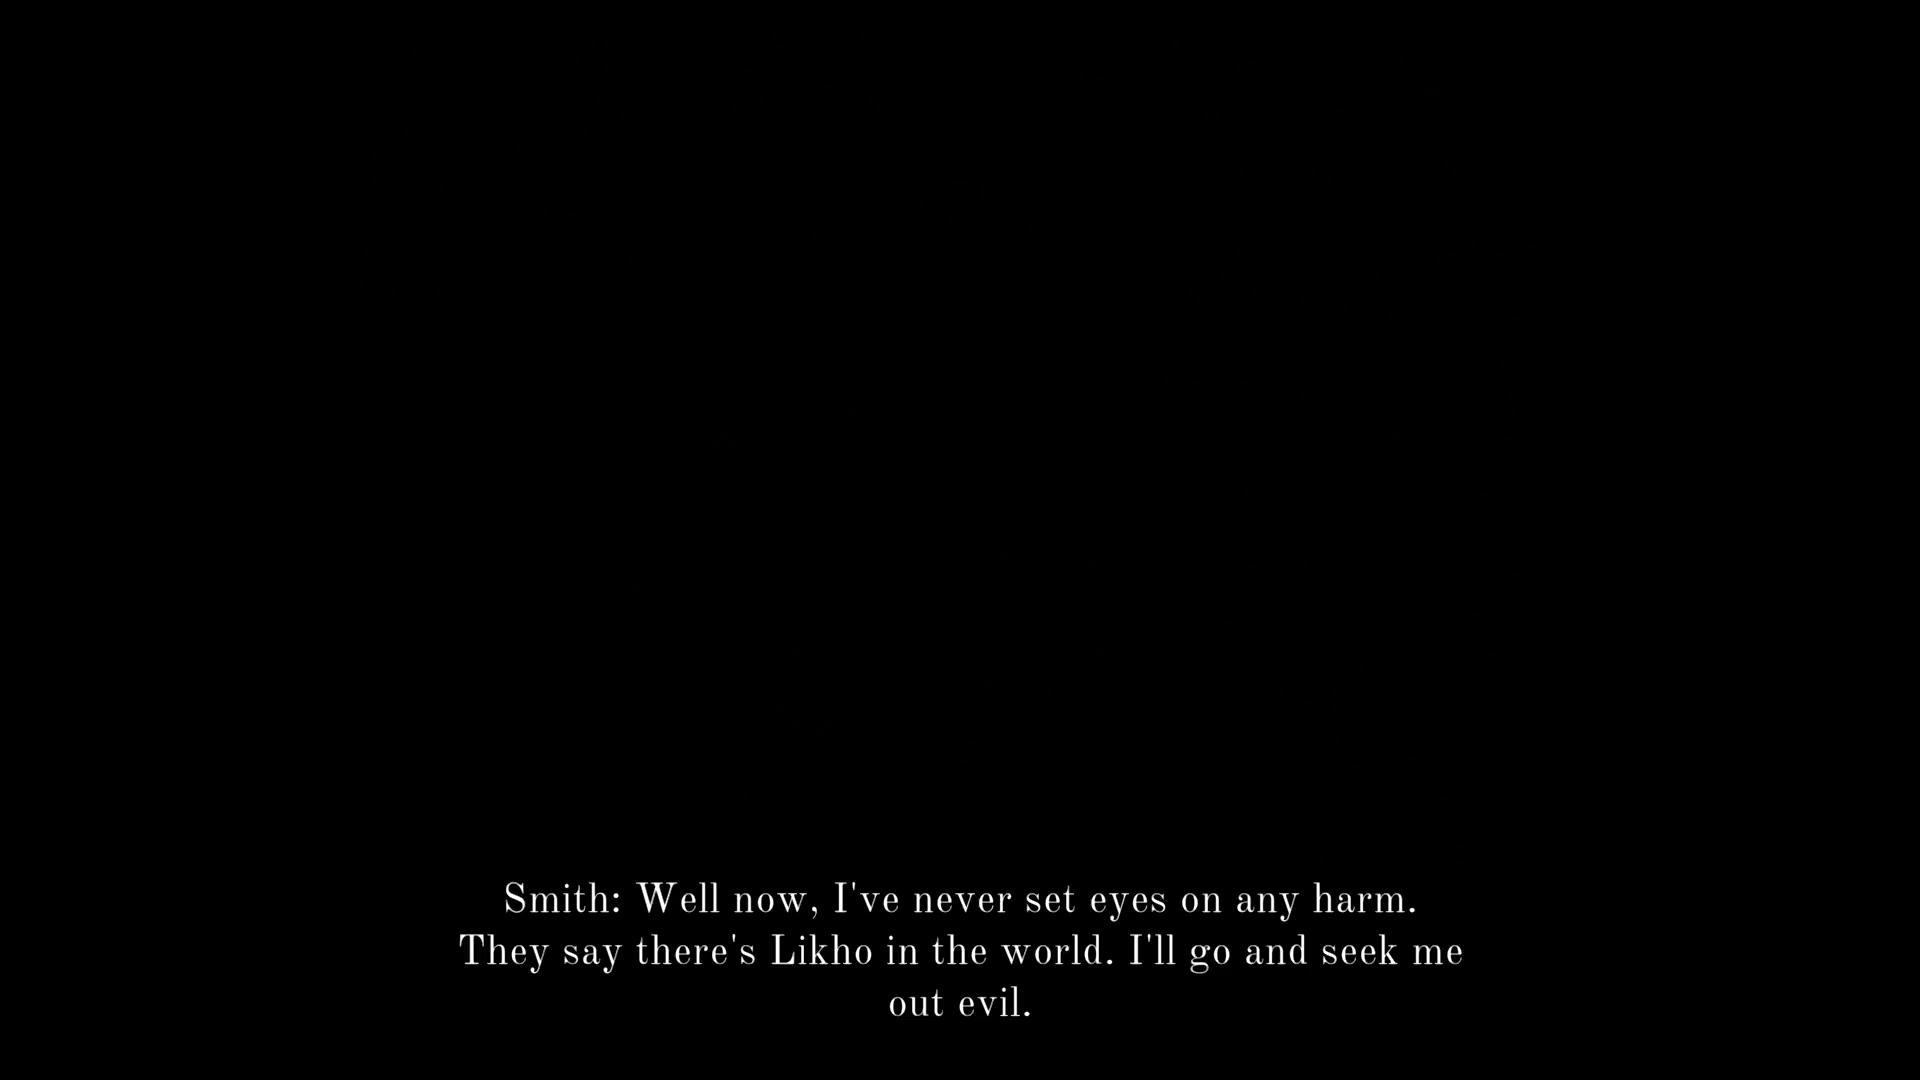 Smith: Well now, I've never set eyes on any harm.
They say there's Likho in the world. I'll go and seek me
out evil.